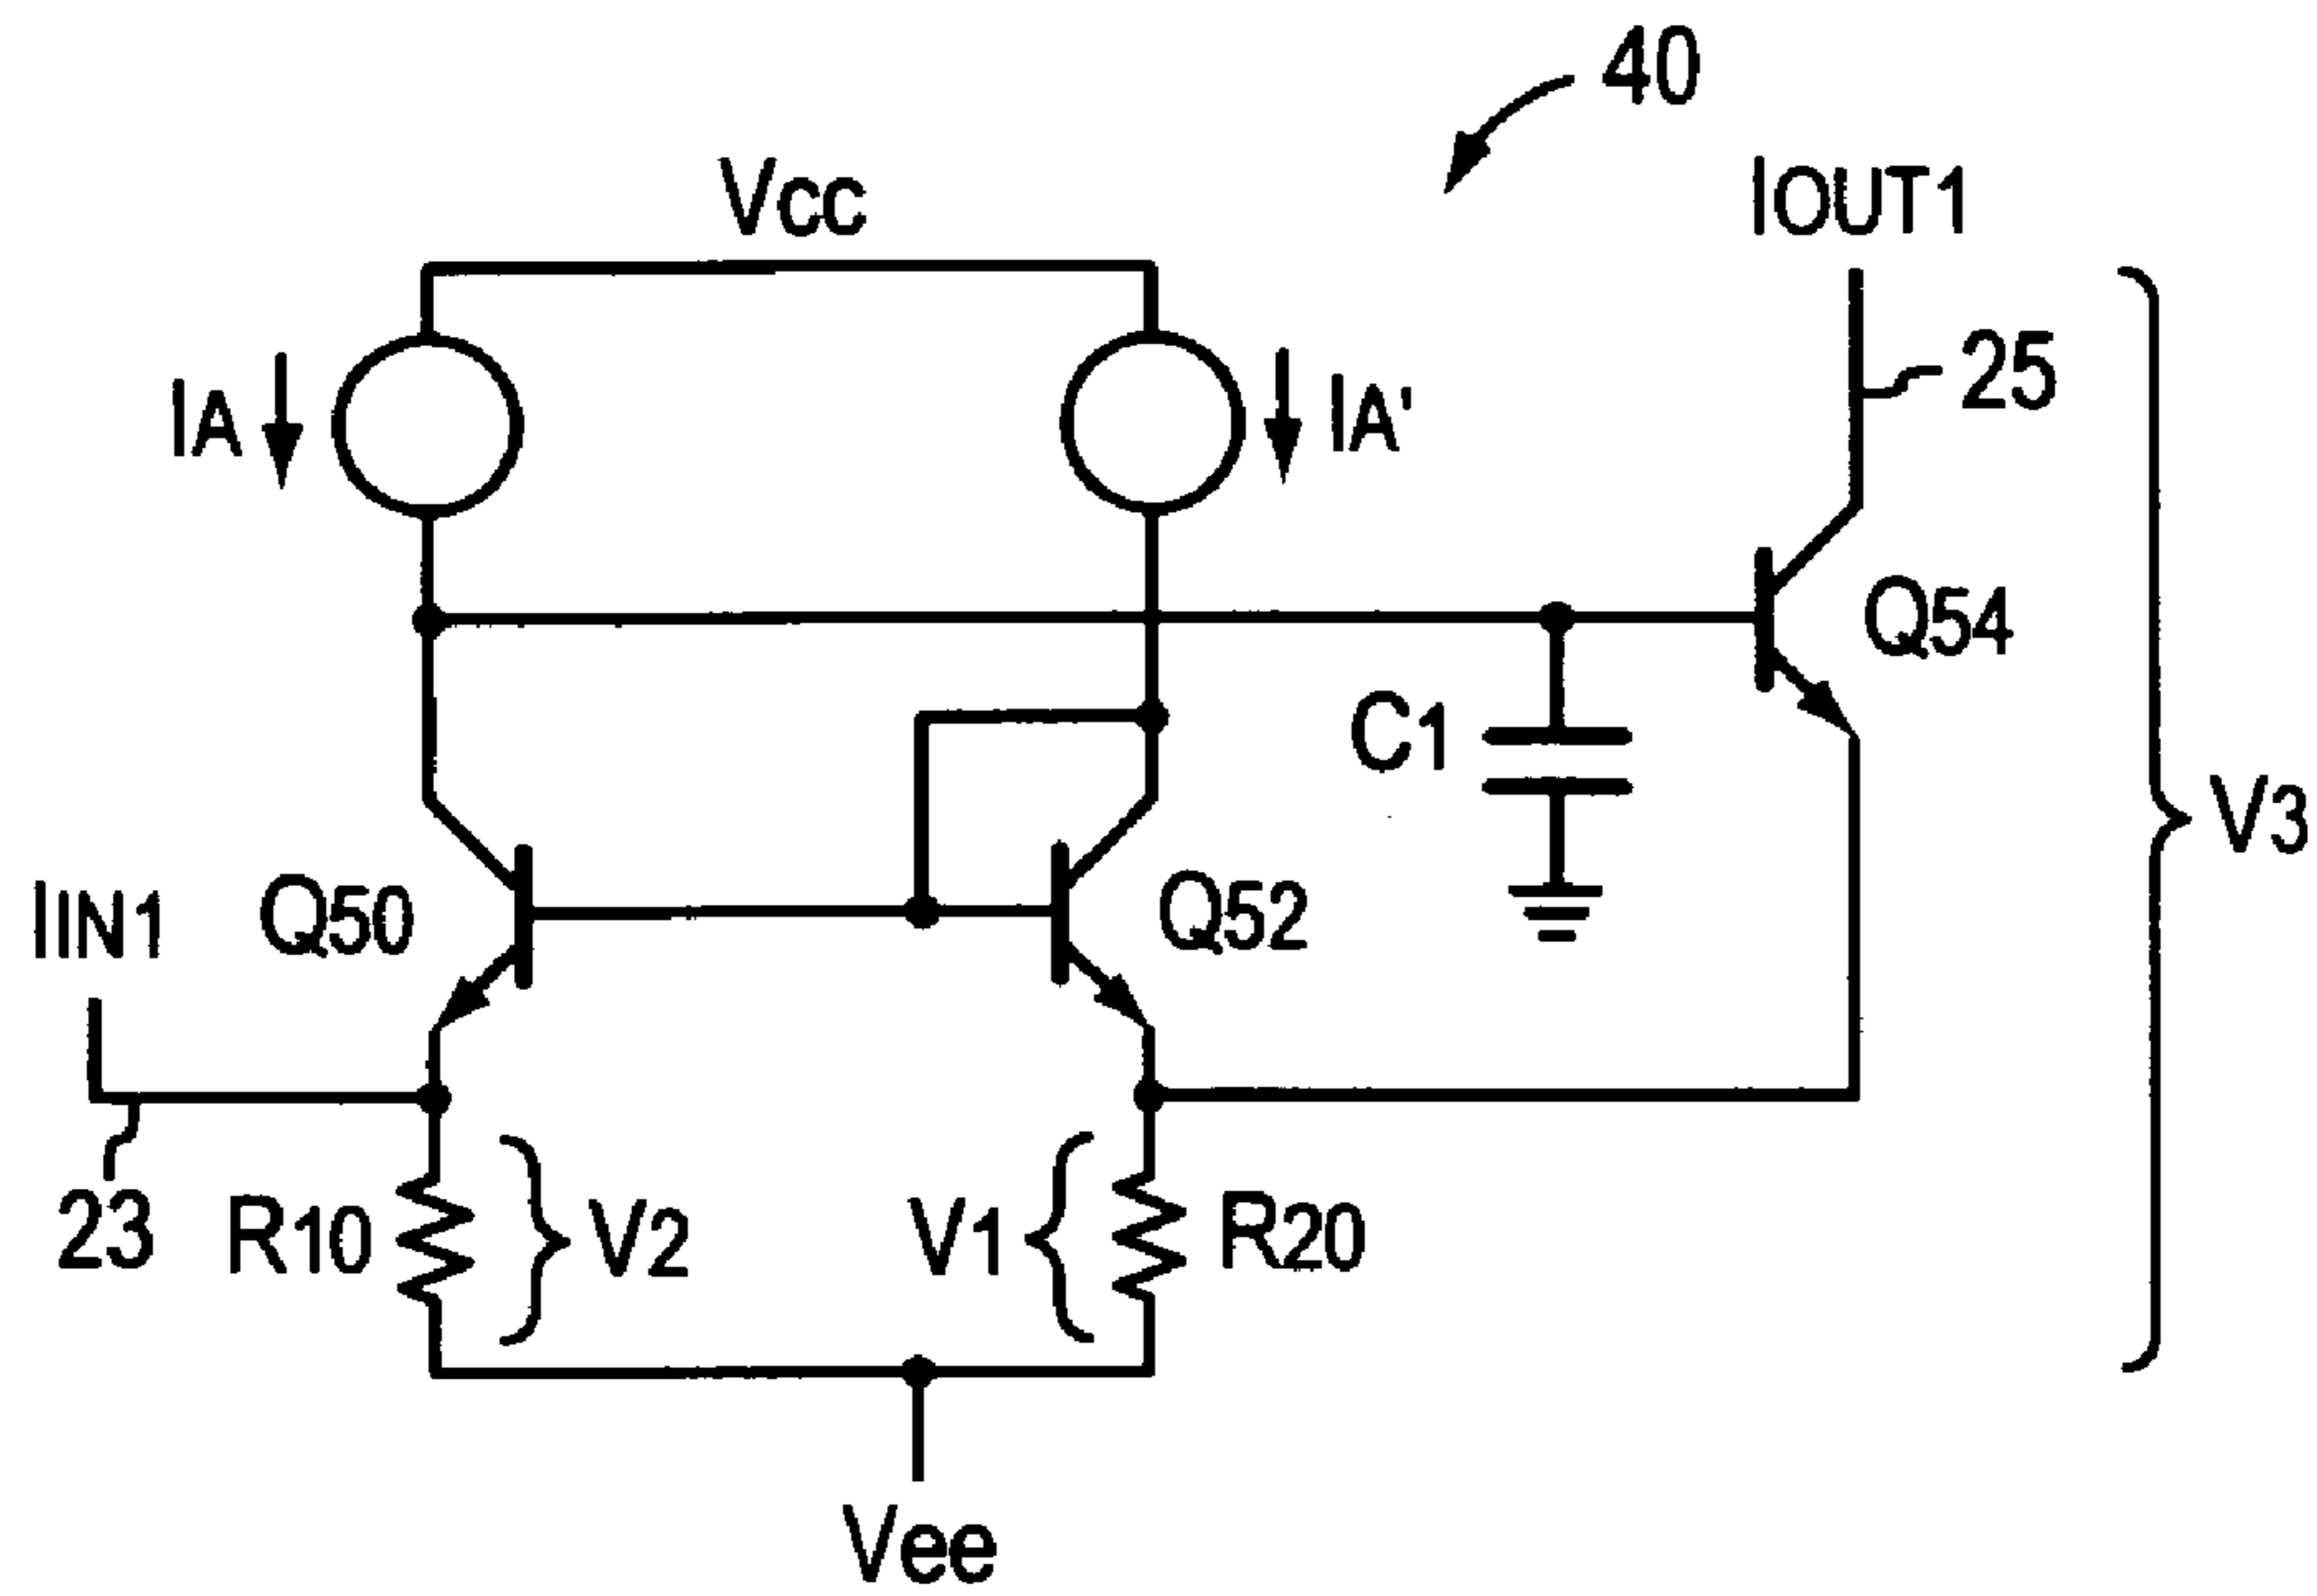 40
VCC
IOUT1
IA
IA'
25
Q54
C1
V3
IIN1
Q50
Q52
23
R10
V2
V1
R20
Vee